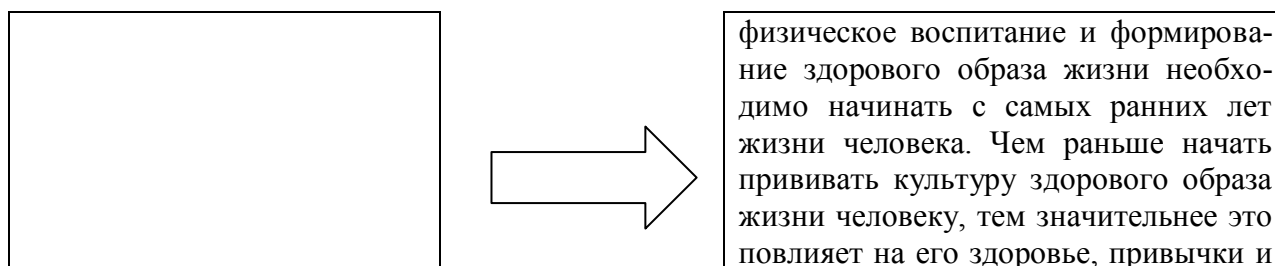 физическое воспитание и формирова-
ние здорового образа жизни необхо-
димо начинать с самых ранних лет
жизни человека. Чем раньше начать
прививать культуру здорового образа
жизни человеку, тем значительнее это
повлияет на его здоровье, привычки и